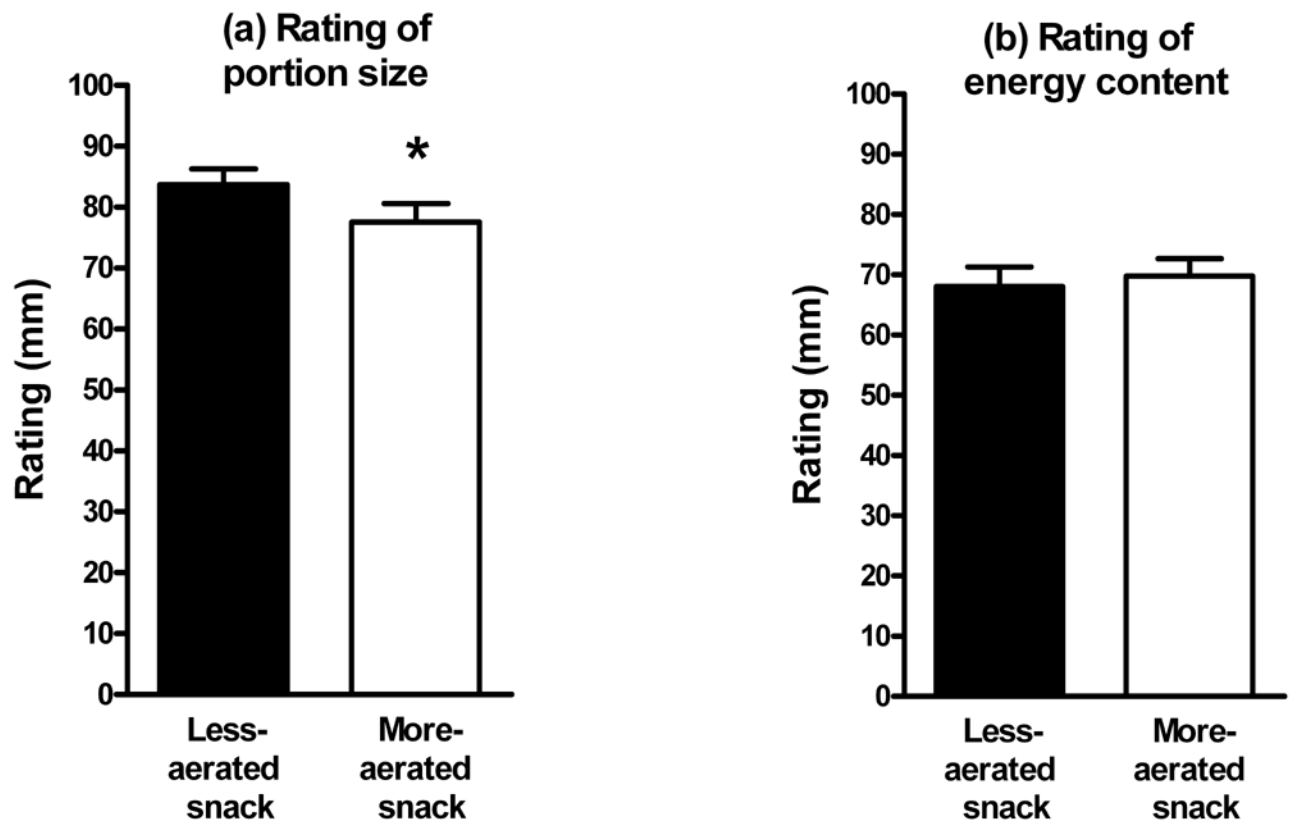 (a) Rating of
portion size
100
90
80
70
60
50
40
30
20
10
0
Rating (mm)
*
Less-
aerated
snack
More-
aerated
snack
(b) Rating of
energy content
100
90
80
70
60
50
40
30
20
10
0
Rating (mm)
Less-
aerated
snack
More-
aerated
snack